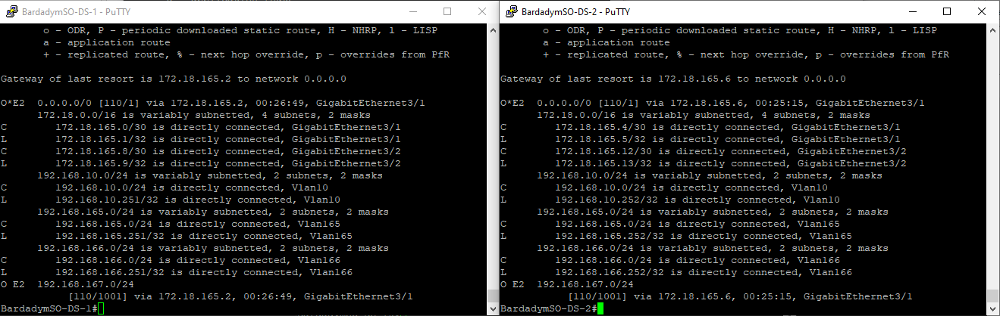 BardadymSO-DS-1 - PuTTY
o - ODR, P - periodic downloaded static route, H - NHRP, l - LISP
a - application route
+ - replicated route, % - next hop override, p - overrides from PfR
Gateway of last resort is 172.18.165.2 to network 0.0.0.0
O*E2  0.0.0.0/0 [110/1] via 172.18.165.2, 00:26:49, GigabitEthernet3/1
172.18.0.0/16 is variably subnetted, 4 subnets, 2 masks
C        172.18.165.0/30 is directly connected, GigabitEthernet3/1
L        172.18.165.1/32 is directly connected, GigabitEthernet3/1
C        172.18.165.8/30 is directly connected, GigabitEthernet3/2
L        172.18.165.9/32 is directly connected, GigabitEthernet3/2
192.168.10.0/24 is variably subnetted, 2 subnets, 2 masks
C        192.168.10.0/24 is directly connected, Vlan10
L        192.168.10.251/32 is directly connected, Vlan10
192.168.165.0/24 is variably subnetted, 2 subnets, 2 masks
C        192.168.165.0/24 is directly connected, Vlan165
L        192.168.165.251/32 is directly connected, Vlan165
192.168.166.0/24 is variably subnetted, 2 subnets, 2 masks
C        192.168.166.0/24 is directly connected, Vlan166
L        192.168.166.251/32 is directly connected, Vlan166
O E2  192.168.167.0/24
[110/1001] via 172.18.165.2, 00:26:49, GigabitEthernet3/1
BardadymSO-DS-1#
BardadymSO-DS-2 - PuTTY
o - ODR, P - periodic downloaded static route, H - NHRP, l - LISP
a - application route
+ - replicated route, % - next hop override, p - overrides from PfR
Gateway of last resort is 172.18.165.6 to network 0.0.0.0
O*E2  0.0.0.0/0 [110/1] via 172.18.165.6, 00:25:15, GigabitEthernet3/1
172.18.0.0/16 is variably subnetted, 4 subnets, 2 masks
C        172.18.165.4/30 is directly connected, GigabitEthernet3/1
L        172.18.165.5/32 is directly connected, GigabitEthernet3/1
C        172.18.165.12/30 is directly connected, GigabitEthernet3/2
L        172.18.165.13/32 is directly connected, GigabitEthernet3/2
192.168.10.0/24 is variably subnetted, 2 subnets, 2 masks
C        192.168.10.0/24 is directly connected, Vlan10
L        192.168.10.252/32 is directly connected, Vlan10
192.168.165.0/24 is variably subnetted, 2 subnets, 2 masks
C        192.168.165.0/24 is directly connected, Vlan165
L        192.168.165.252/32 is directly connected, Vlan165
192.168.166.0/24 is variably subnetted, 2 subnets, 2 masks
C        192.168.166.0/24 is directly connected, Vlan166
L        192.168.166.252/32 is directly connected, Vlan166
O E2  192.168.167.0/24
[110/1001] via 172.18.165.6, 00:25:15, GigabitEthernet3/1
BardadymSO-DS-2#